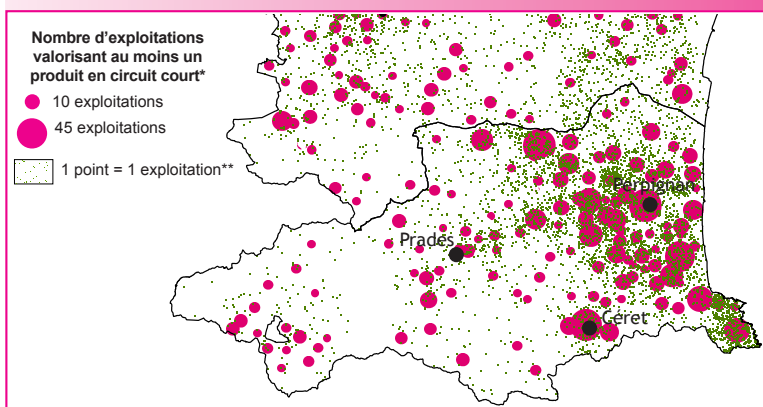 Nombre d'exploitations
valorisant au moins un
produit en circuit court*
10 exploitations
45 exploitations
1 point = 1 exploitation**
Perpignan
Prades
Céret